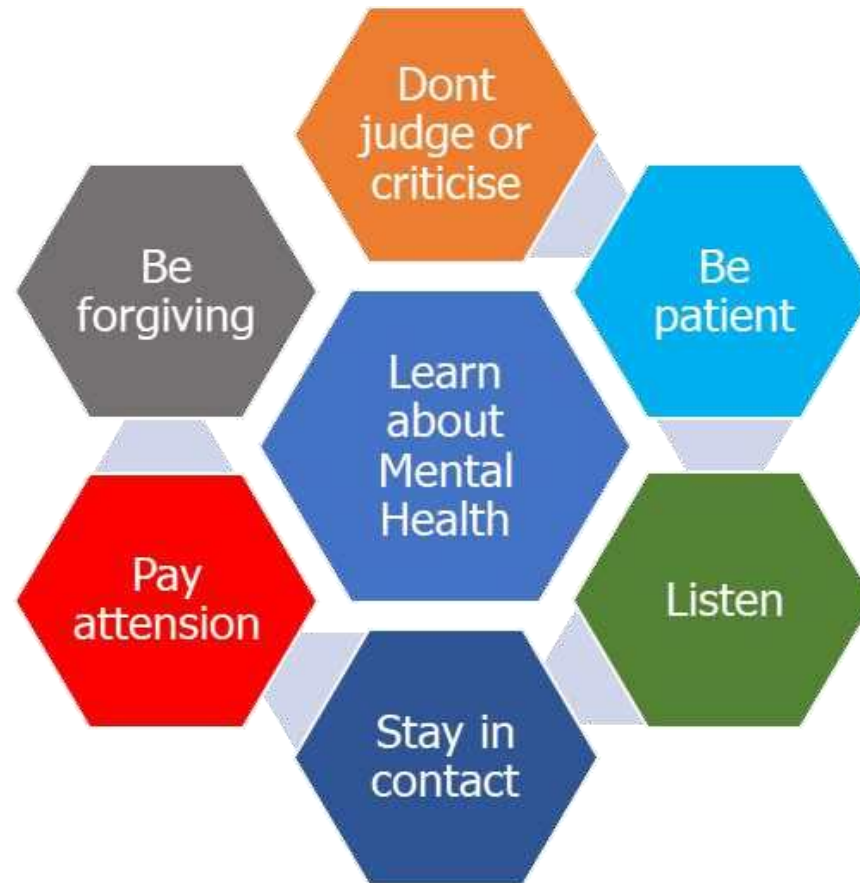 Dont
judge or
criticise
Be
patient
Listen
Stay in
contact
Pay
attension
Be
forgiving
Learn
about
Mental
Health